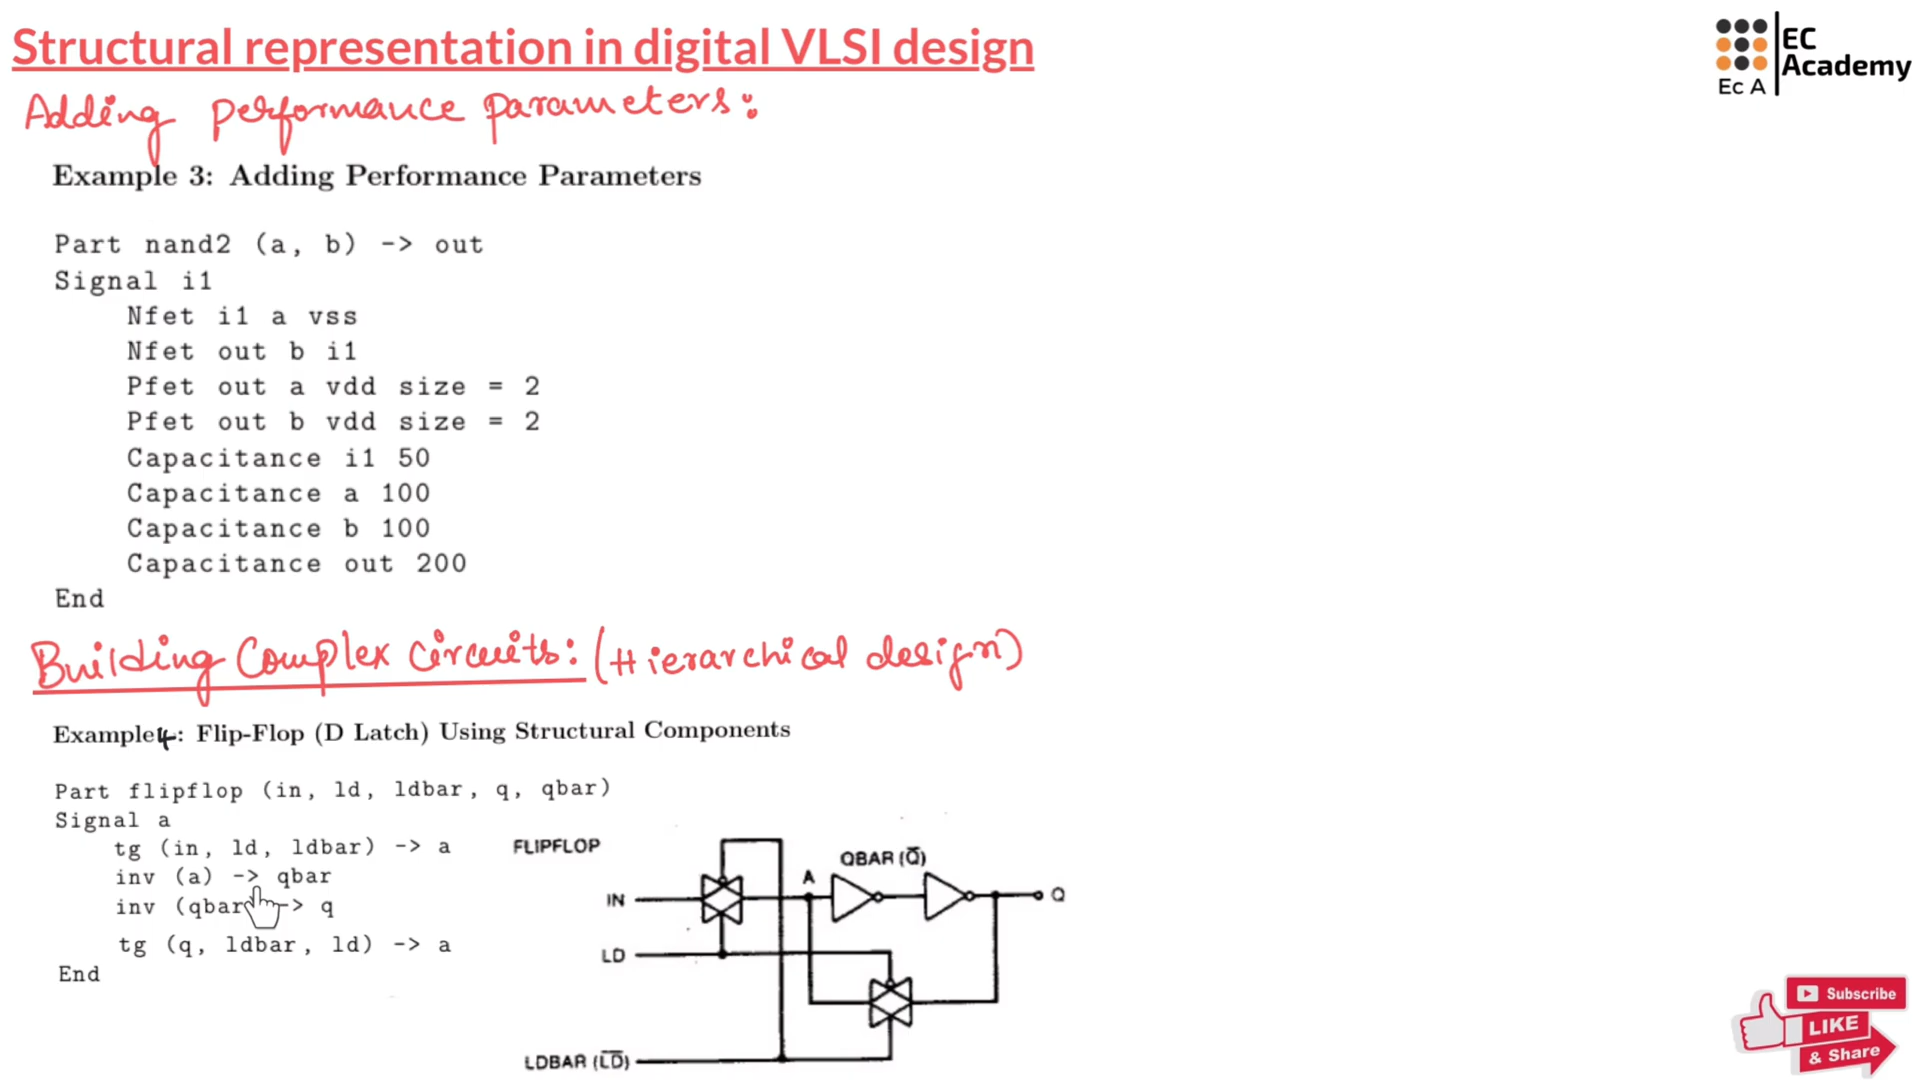 Structural representation in digital VLSI design
EC
Academy
Ec A
Adding performance parameters:
Example 3: Adding Performance Parameters
Part nand2 (a, b) -> out
Signal i1
Nfet i1 a vss
Nfet out b i1
Pfet out a vdd size = 2
Pfet out b vdd size = 2
Capacitance i1 50
Capacitance a 100
Capacitance b 100
Capacitance out 200
End
Building Complex circuits: (Hierarchical design)
Example 4: Flip-Flop (D Latch) Using Structural Components
Part flipflop (in, ld, ldbar, q, qbar)
Signal a
tg (in, ld, ldbar) -> a
inv (a) -> qbar
inv (qbar -> q
tg (q, ldbar, ld) -> a
End
FLIPFLOP
QBAR (Q̅)
A
IN
Q
LD
LDBAR (L̅D̅)
Subscribe
LIKE
& Share